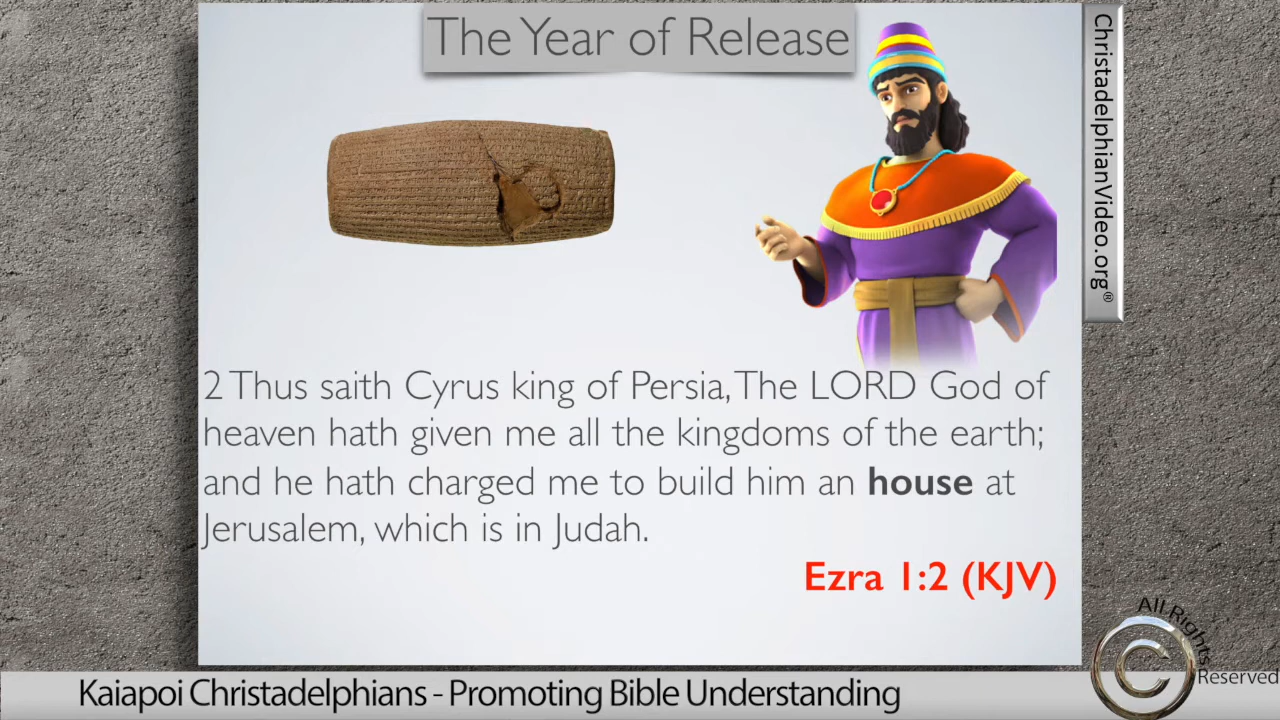 The Year of Release
ChristadelphianVideo.org®
2 Thus saith Cyrus king of Persia, The LORD God of
heaven hath given me all the kingdoms of the earth;
and he hath charged me to build him an house at
Jerusalem, which is in Judah.
Ezra 1:2 (KJV)
All Rights
C
Reserved
Kaiapoi Christadelphians - Promoting Bible Understanding